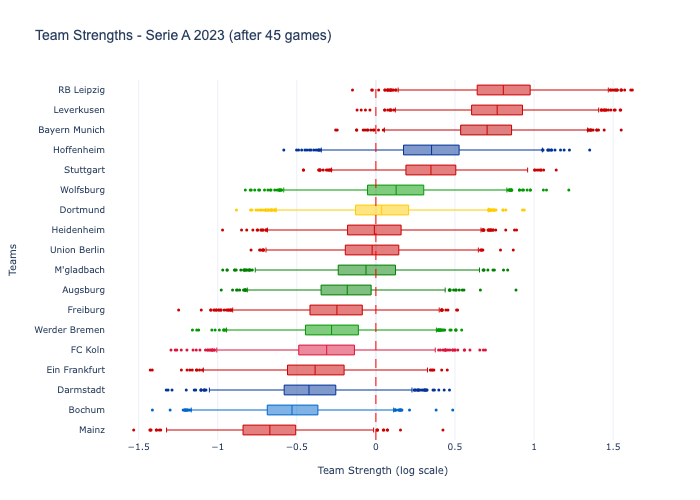 Team Strengths - Serie A 2023 (after 45 games)
RB Leipzig
Leverkusen
Bayern Munich
Hoffenheim
Stuttgart
Wolfsburg
Dortmund
Heidenheim
Union Berlin
M'gladbach
Augsburg
Freiburg
Werder Bremen
FC Koln
Ein Frankfurt
Darmstadt
Bochum
Mainz
Teams
−1.5 −1 −0.5 0 0.5 1 1.5
Team Strength (log scale)